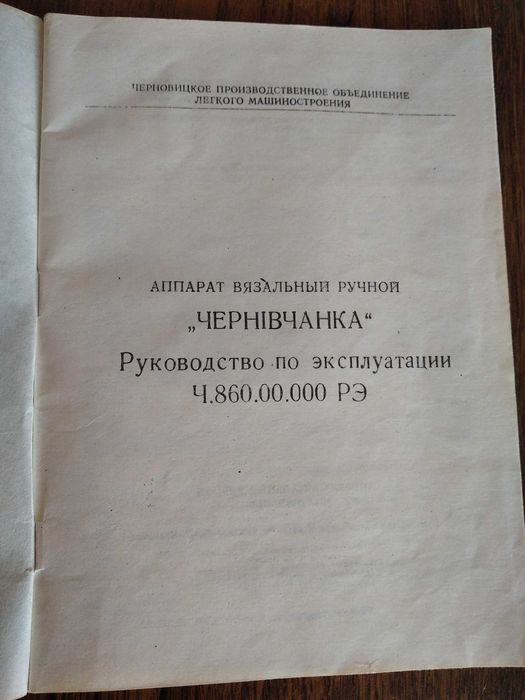 ЧЕРНОВИЦКОЕ ПРОИЗВОДСТВЕННОЕ ОБЪЕДИНЕНИЕ
ЛЕГКОГО МАШИНОСТРОЕНИЯ
АППАРАТ ВЯЗАЛЬНЫЙ РУЧНОЙ
„ЧЕРНІВЧАНКА“
Руководство по эксплуатации
Ч.860.00.000 РЭ